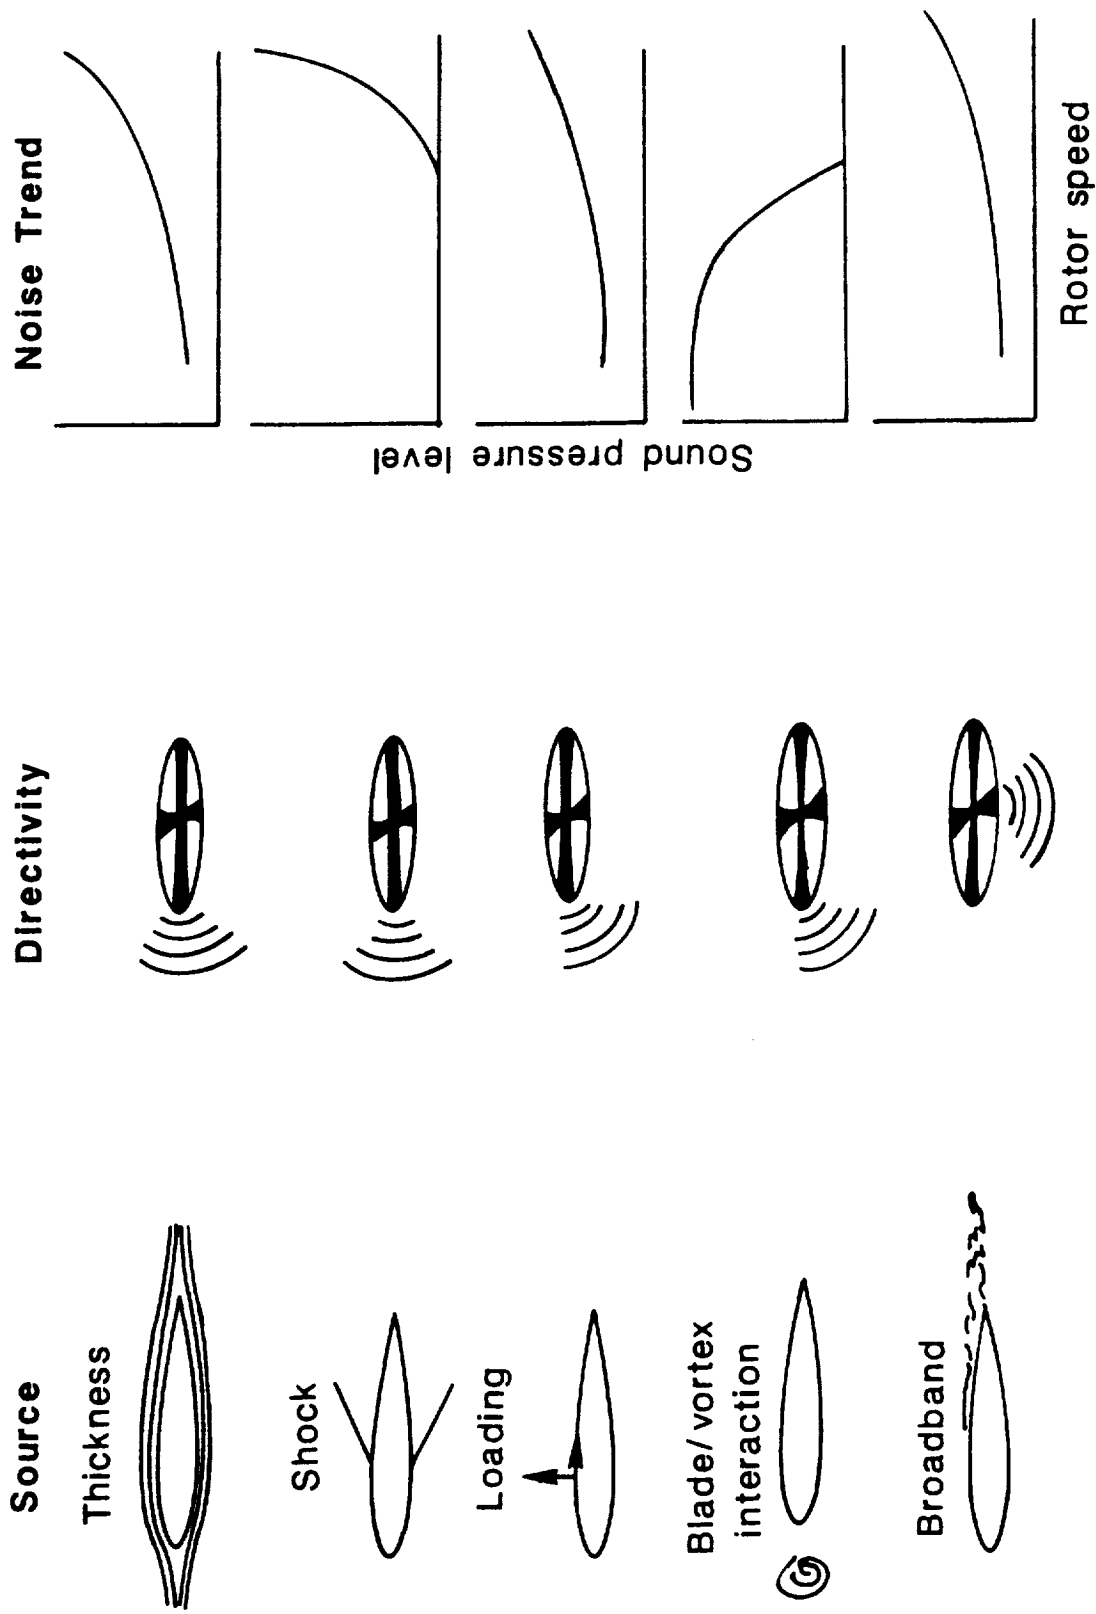 Source
Directivity
Noise Trend
Thickness
Shock
Loading
Blade/vortex
interaction
Broadband
Sound pressure level
Rotor speed